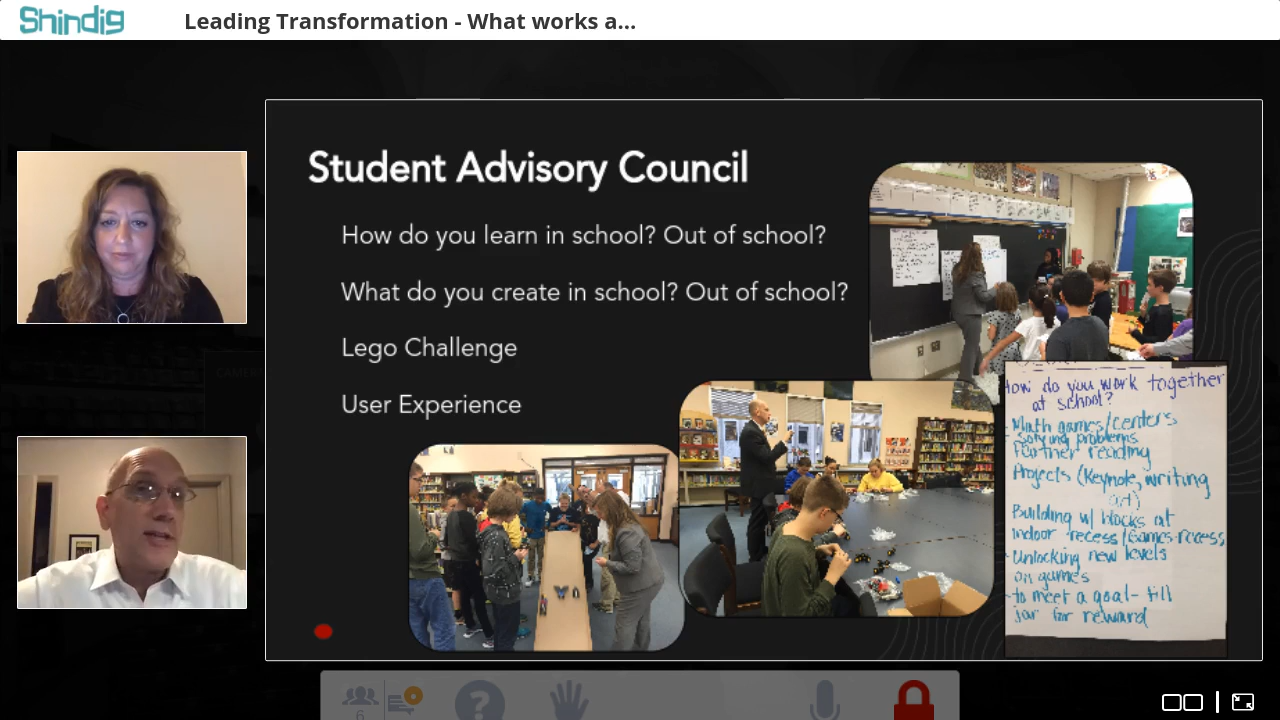 Shindig
Leading Transformation - What works a...
Student Advisory Council
How do you learn in school? Out of school?
What do you create in school? Out of school?
Lego Challenge
User Experience
How do you work together
at school?
- Math games/centers
- solving problems
Partner reading
Projects (Keynote, writing
art)
Building w/ blocks at
indoor recess/Games-recess
- Unlocking new levels
on games
- to meet a goal - fill
jar for reward
6